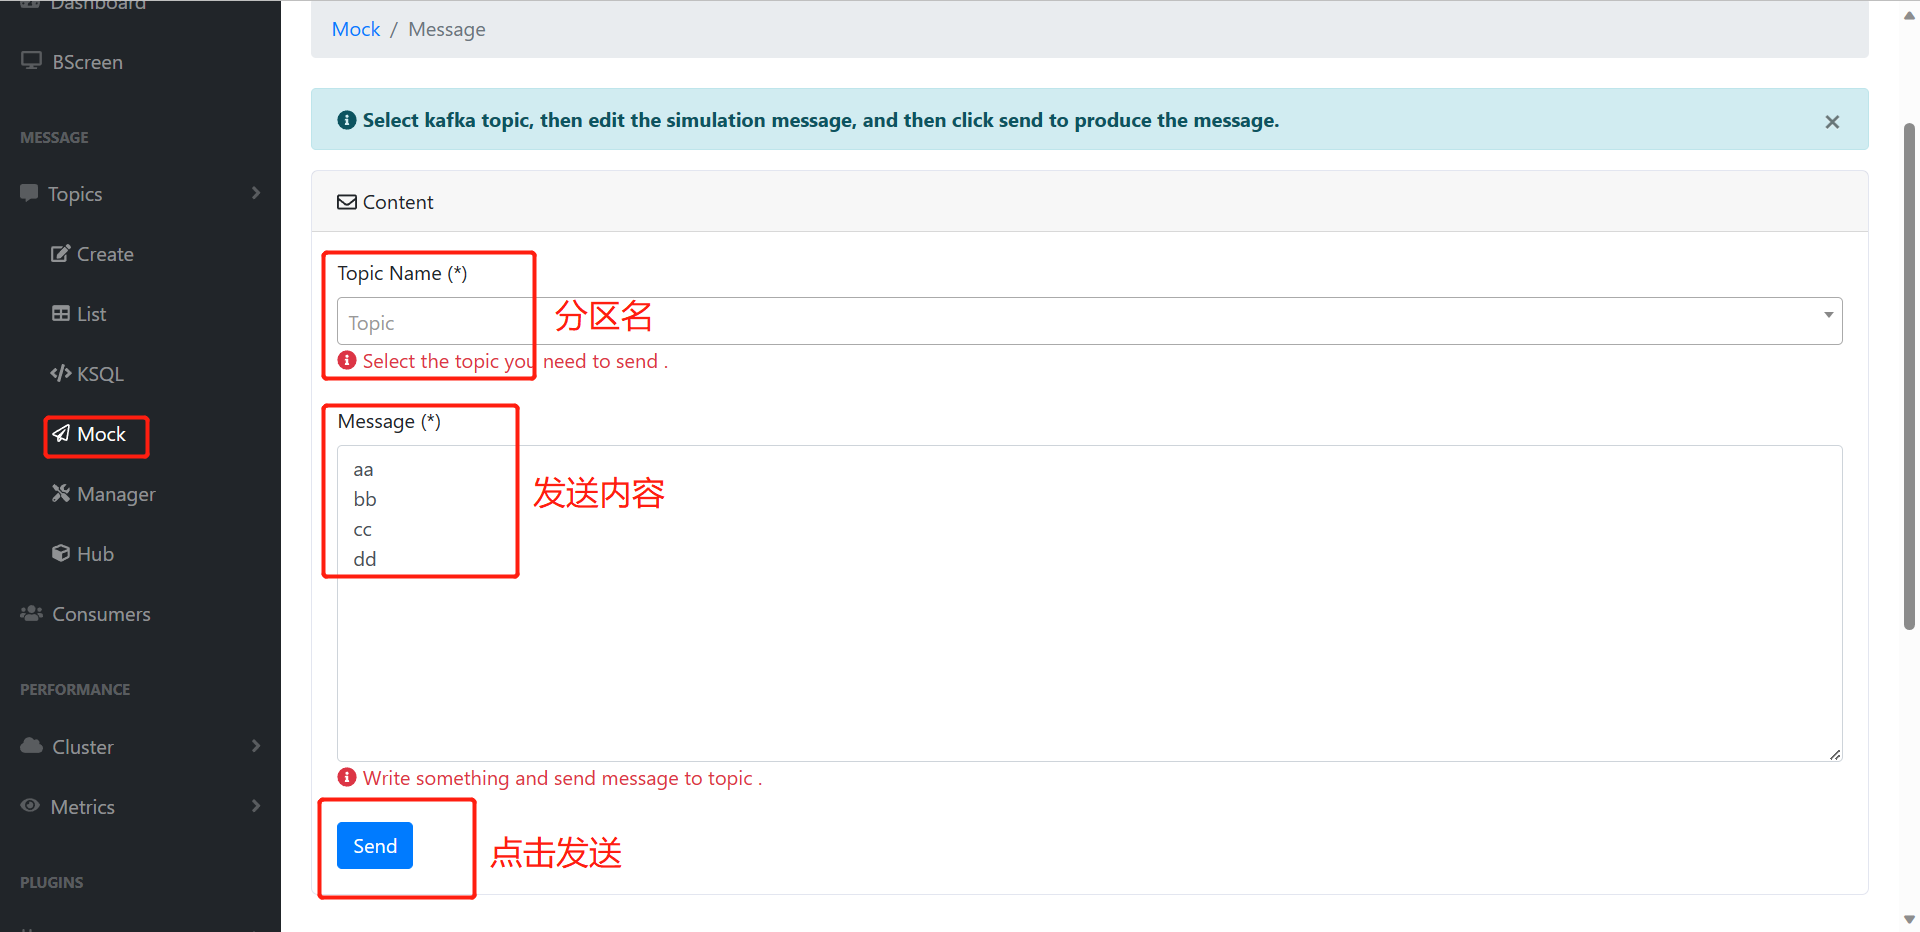 Dashboard
BScreen
MESSAGE
Topics
Create
List
KSQL
Mock
Manager
Hub
Consumers
PERFORMANCE
Cluster
Metrics
PLUGINS
Mock / Message
Select kafka topic, then edit the simulation message, and then click send to produce the message.
Content
Topic Name (*)
Topic
分区名
Select the topic you need to send .
Message (*)
aa
bb
cc
dd
发送内容
Write something and send message to topic .
Send
点击发送